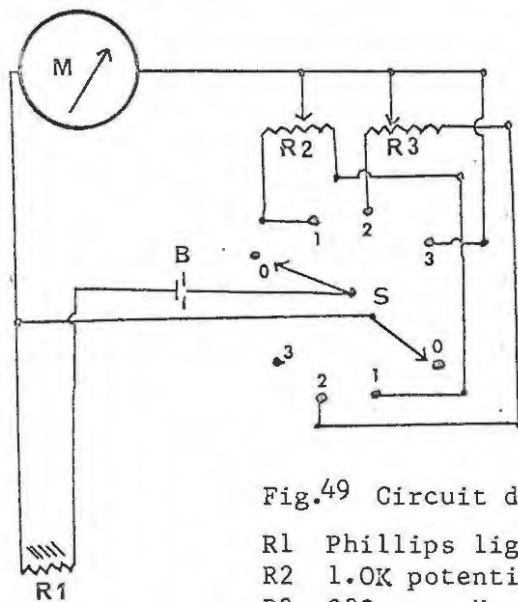 M
R2
R3
1
2
3
0
B
S
0
3
2
1
R1
Fig.49 Circuit d
R1 Phillips lig
R2 1.0K potenti